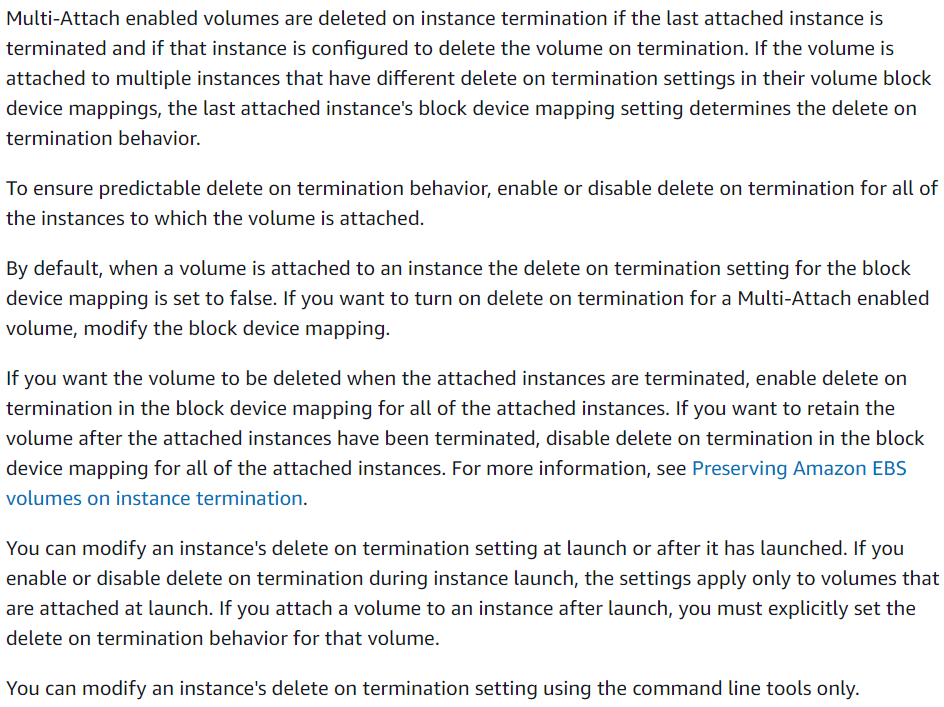 Multi-Attach enabled volumes are deleted on instance termination if the last attached instance is
terminated and if that instance is configured to delete the volume on termination. If the volume is
attached to multiple instances that have different delete on termination settings in their volume block
device mappings, the last attached instance's block device mapping setting determines the delete on
termination behavior.
To ensure predictable delete on termination behavior, enable or disable delete on termination for all of
the instances to which the volume is attached.
By default, when a volume is attached to an instance the delete on termination setting for the block
device mapping is set to false. If you want to turn on delete on termination for a Multi-Attach enabled
volume, modify the block device mapping.
If you want the volume to be deleted when the attached instances are terminated, enable delete on
termination in the block device mapping for all of the attached instances. If you want to retain the
volume after the attached instances have been terminated, disable delete on termination in the block
device mapping for all of the attached instances. For more information, see Preserving Amazon EBS
volumes on instance termination.
You can modify an instance's delete on termination setting at launch or after it has launched. If you
enable or disable delete on termination during instance launch, the settings apply only to volumes that
are attached at launch. If you attach a volume to an instance after launch, you must explicitly set the
delete on termination behavior for that volume.
You can modify an instance's delete on termination setting using the command line tools only.